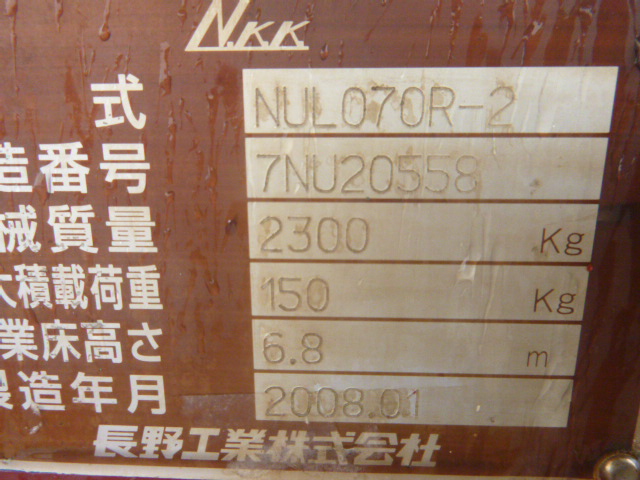 N.K.K.
式 NUL070R-2
造番号 7NU20558
械質量 2300 Kg
大積載荷重 150 Kg
業床高さ 6.8 m
製造年月 2008.01
長野工業株式会社